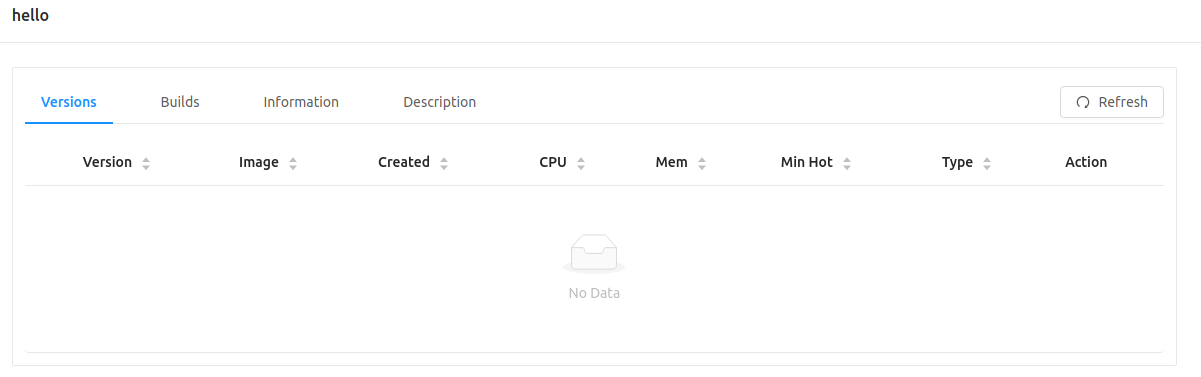 hello
Versions Builds Information Description Refresh
Version Image Created CPU Mem Min Hot Type Action
No Data